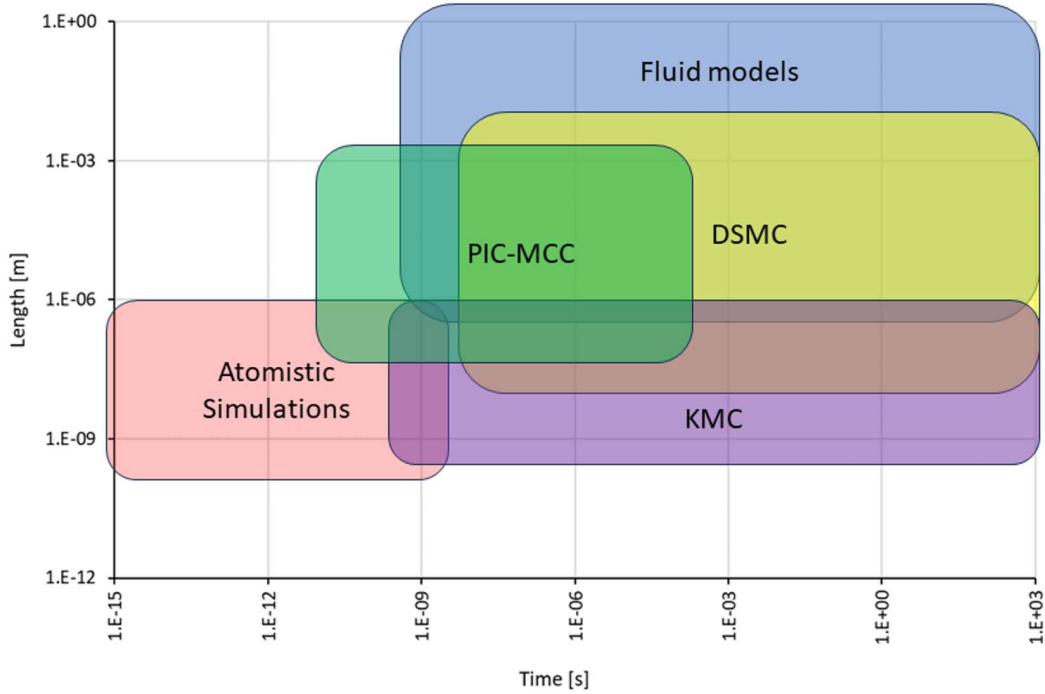 1.E+00
Fluid models
1.E-03
DSMC
PIC-MCC
1.E-06
Length [m]
Atomistic
Simulations
KMC
1.E-09
1.E-12
1.E-15
1.E-12
1.E-09
1.E-06
1.E-03
1.E+00
1.E+03
Time [s]